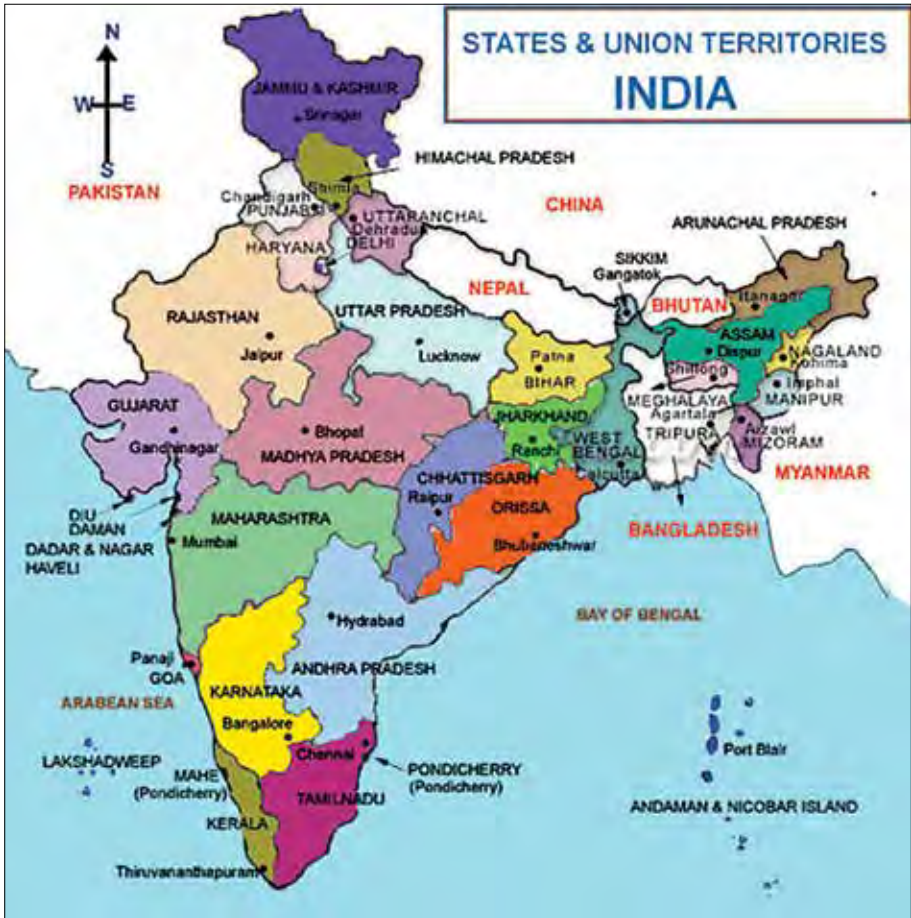 N
W E
S
STATES & UNION TERRITORIES
INDIA
JAMMU & KASHMIR
Srinagar
HIMACHAL PRADESH
PAKISTAN
Shimla
Chandigarh
PUNJAB
UTTARANCHAL
Dehradun
CHINA
HARYANA
DELHI
ARUNACHAL PRADESH
SIKKIM
Gangatok
NEPAL
BHUTAN
Itanagar
RAJASTHAN
UTTAR PRADESH
ASSAM
Jaipur
Lucknow
Patna
BIHAR
Dispur
NAGALAND
Kohima
Shillong
Imphal
MEGHALAYA
MANIPUR
GUJARAT
JHARKHAND
Agartala
Aizawl
Gandhinagar
Bhopal
Ranchi
WEST
BENGAL
TRIPURA
MIZORAM
MADHYA PRADESH
CHHATTISGARH
Calcutta
MYANMAR
Raipur
ORISSA
DIU
DAMAN
MAHARASHTRA
BANGLADESH
DADAR & NAGAR
HAVELI
Mumbai
Bhubaneshwar
BAY OF BENGAL
Hydrabad
Panaji
GOA
ANDHRA PRADESH
KARNATAKA
ARABEAN SEA
Bangalore
Chennai
Port Blair
LAKSHADWEEP
MAHE
(Pondicherry)
PONDICHERRY
(Pondicherry)
TAMILNADU
ANDAMAN & NICOBAR ISLAND
KERALA
Thiruvananthapuram